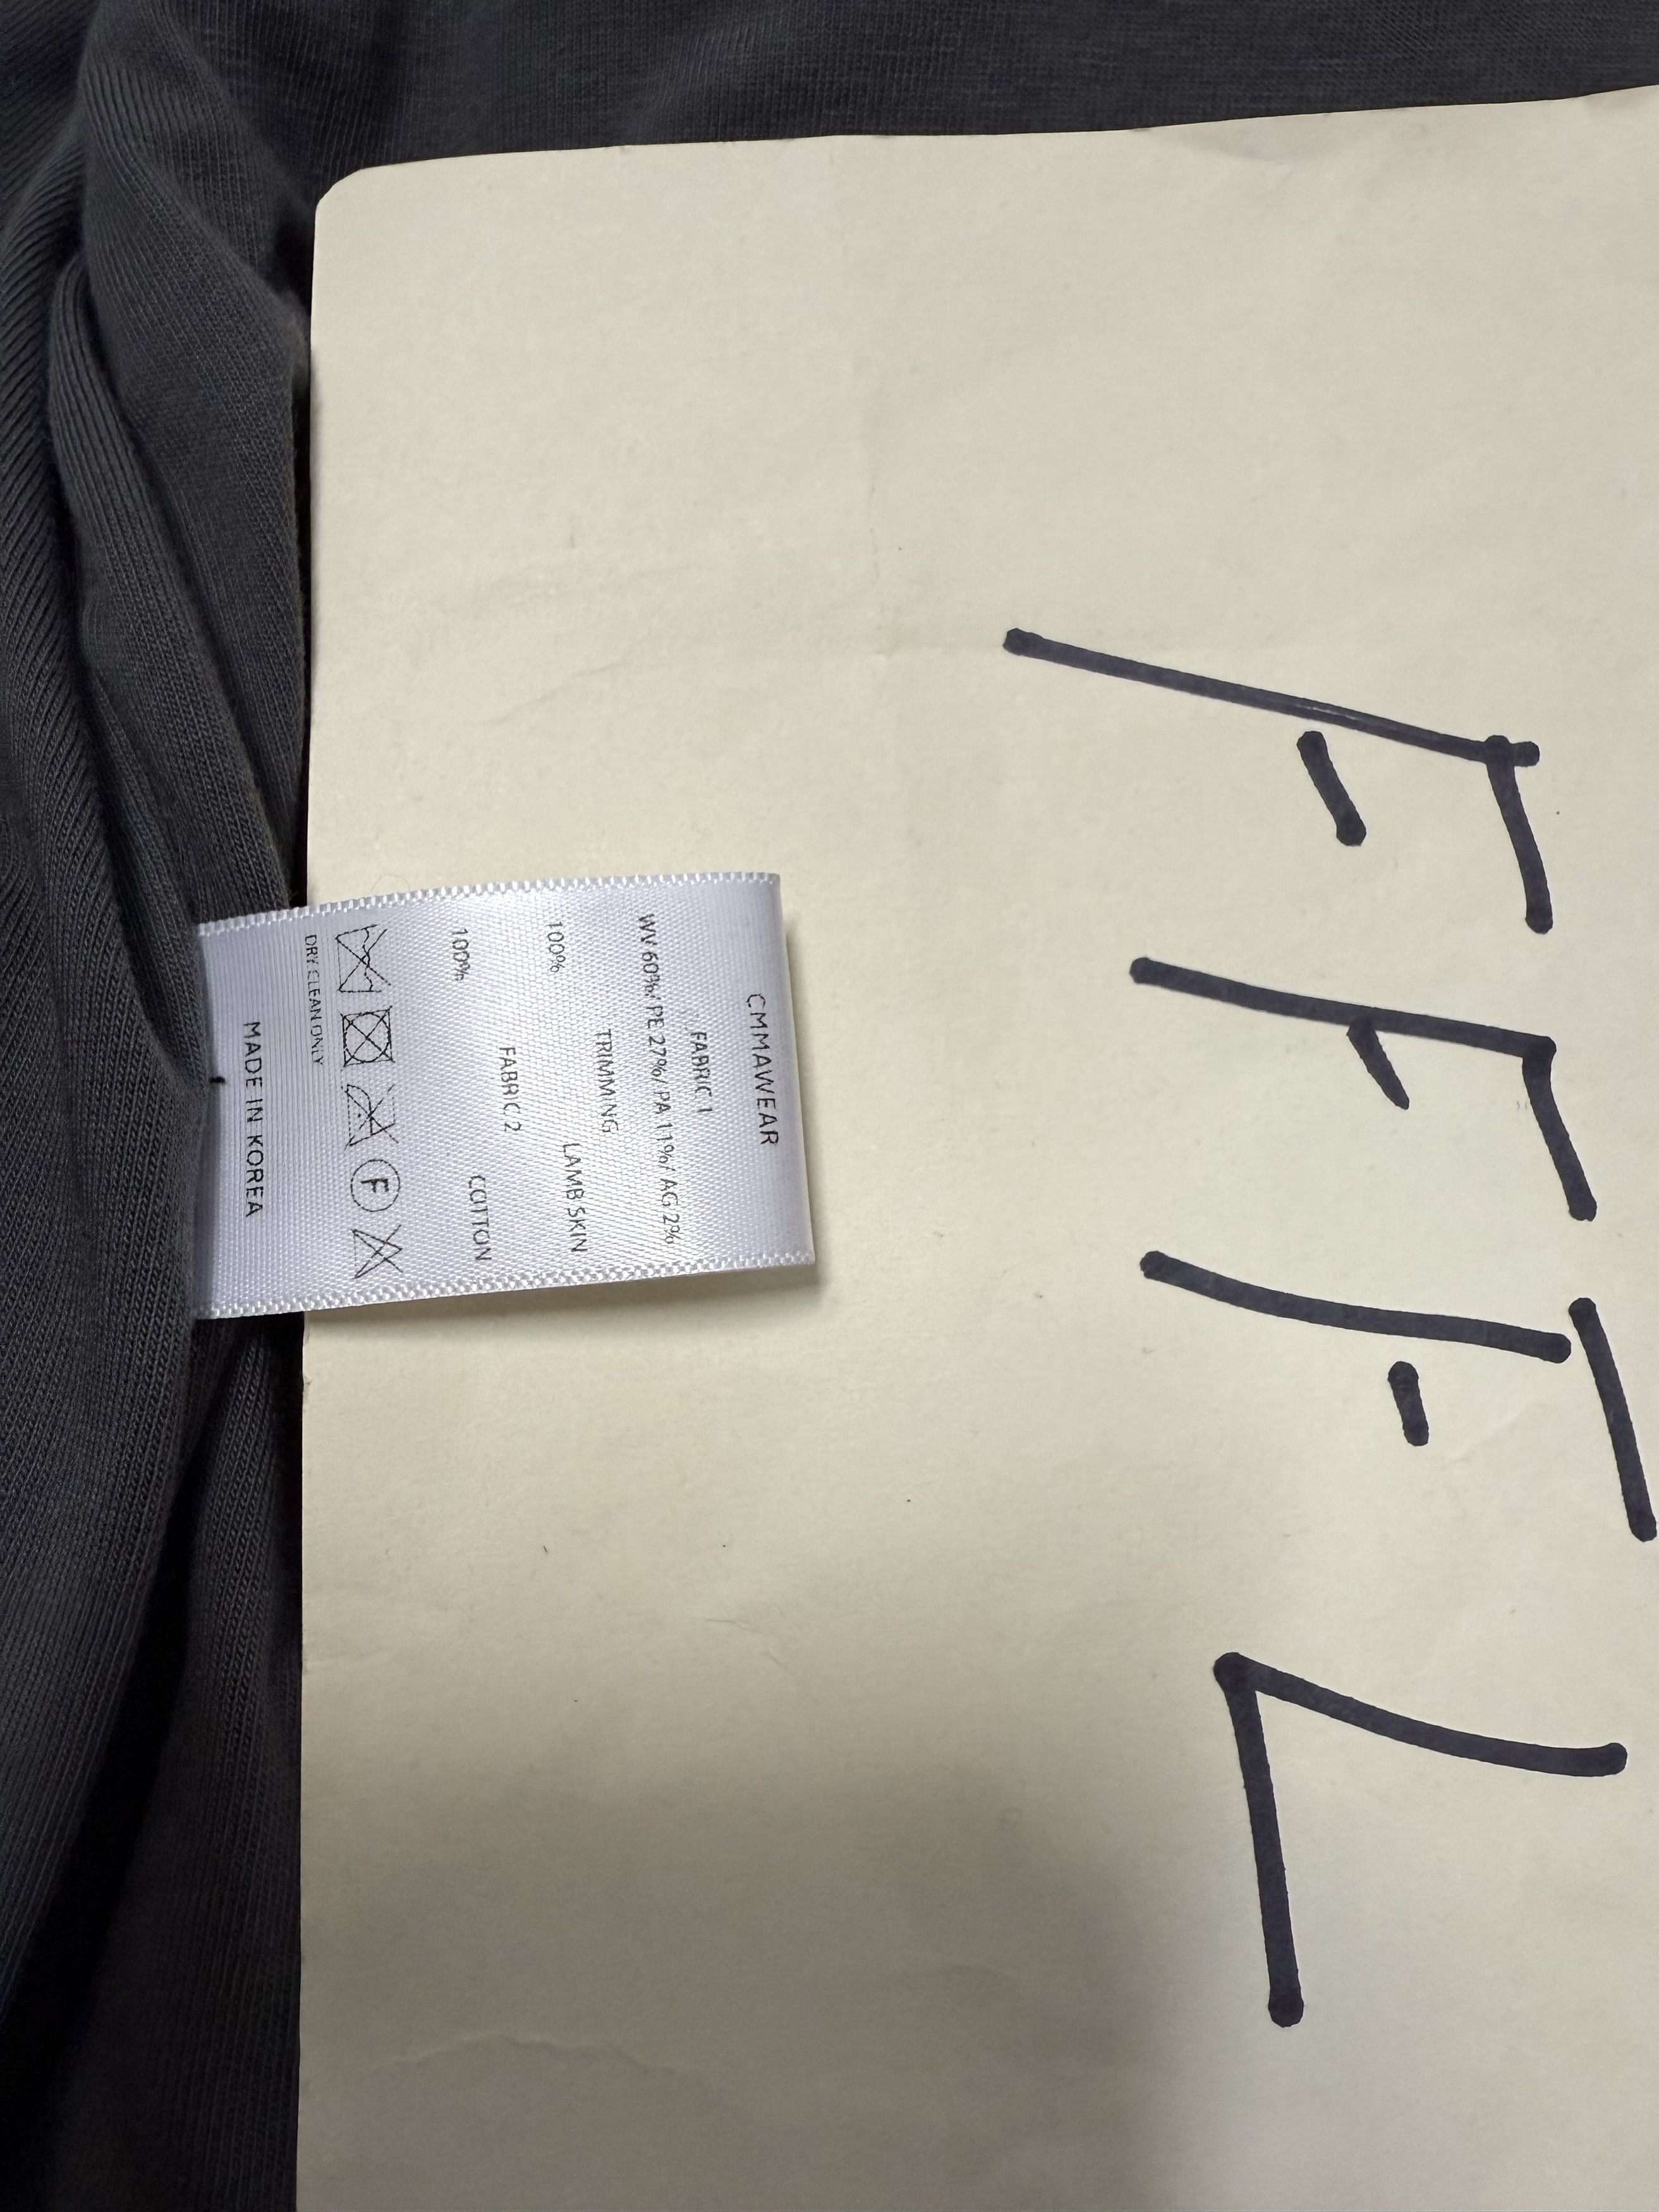 FFFL
CMMAWEAR
FABRIC 1
WV 60%/ PE 27%/ PA 11%/ AG 2%
TRIMMING
100% LAMB SKIN
FABRIC 2
100% COTTON
F
DRY CLEAN ONLY
MADE IN KOREA